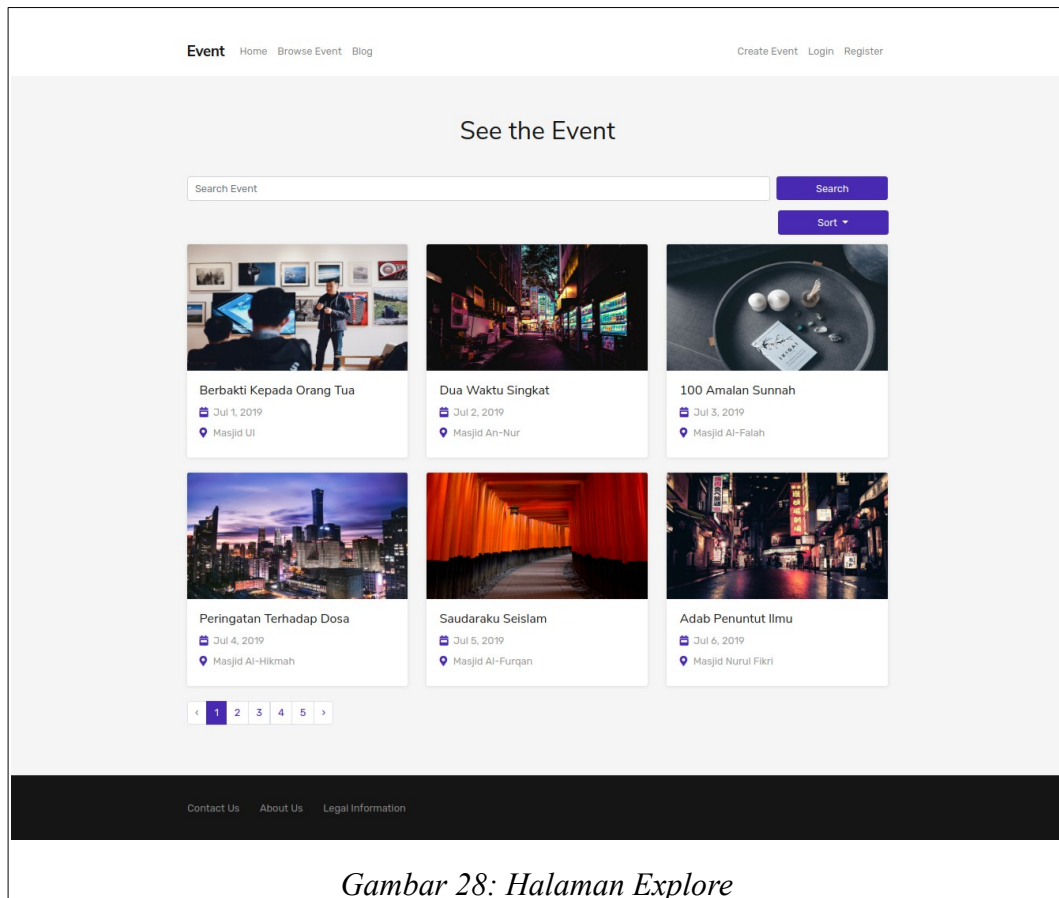 Event Home Browse Event Blog Create Event Login Register
See the Event
Search Event Search
Sort
Berbakti Kepada Orang Tua
Jul 1, 2019
Masjid UI
Dua Waktu Singkat
Jul 2, 2019
Masjid An-Nur
IKIGAI
100 Amalan Sunnah
Jul 3, 2019
Masjid Al-Falah
Peringatan Terhadap Dosa
Jul 4, 2019
Masjid Al-Hikmah
Saudaraku Seislam
Jul 5, 2019
Masjid Al-Furqan
Adab Penuntut Ilmu
Jul 6, 2019
Masjid Nurul Fikri
‹ 1 2 3 4 5 ›
Contact Us About Us Legal Information
Gambar 28: Halaman Explore